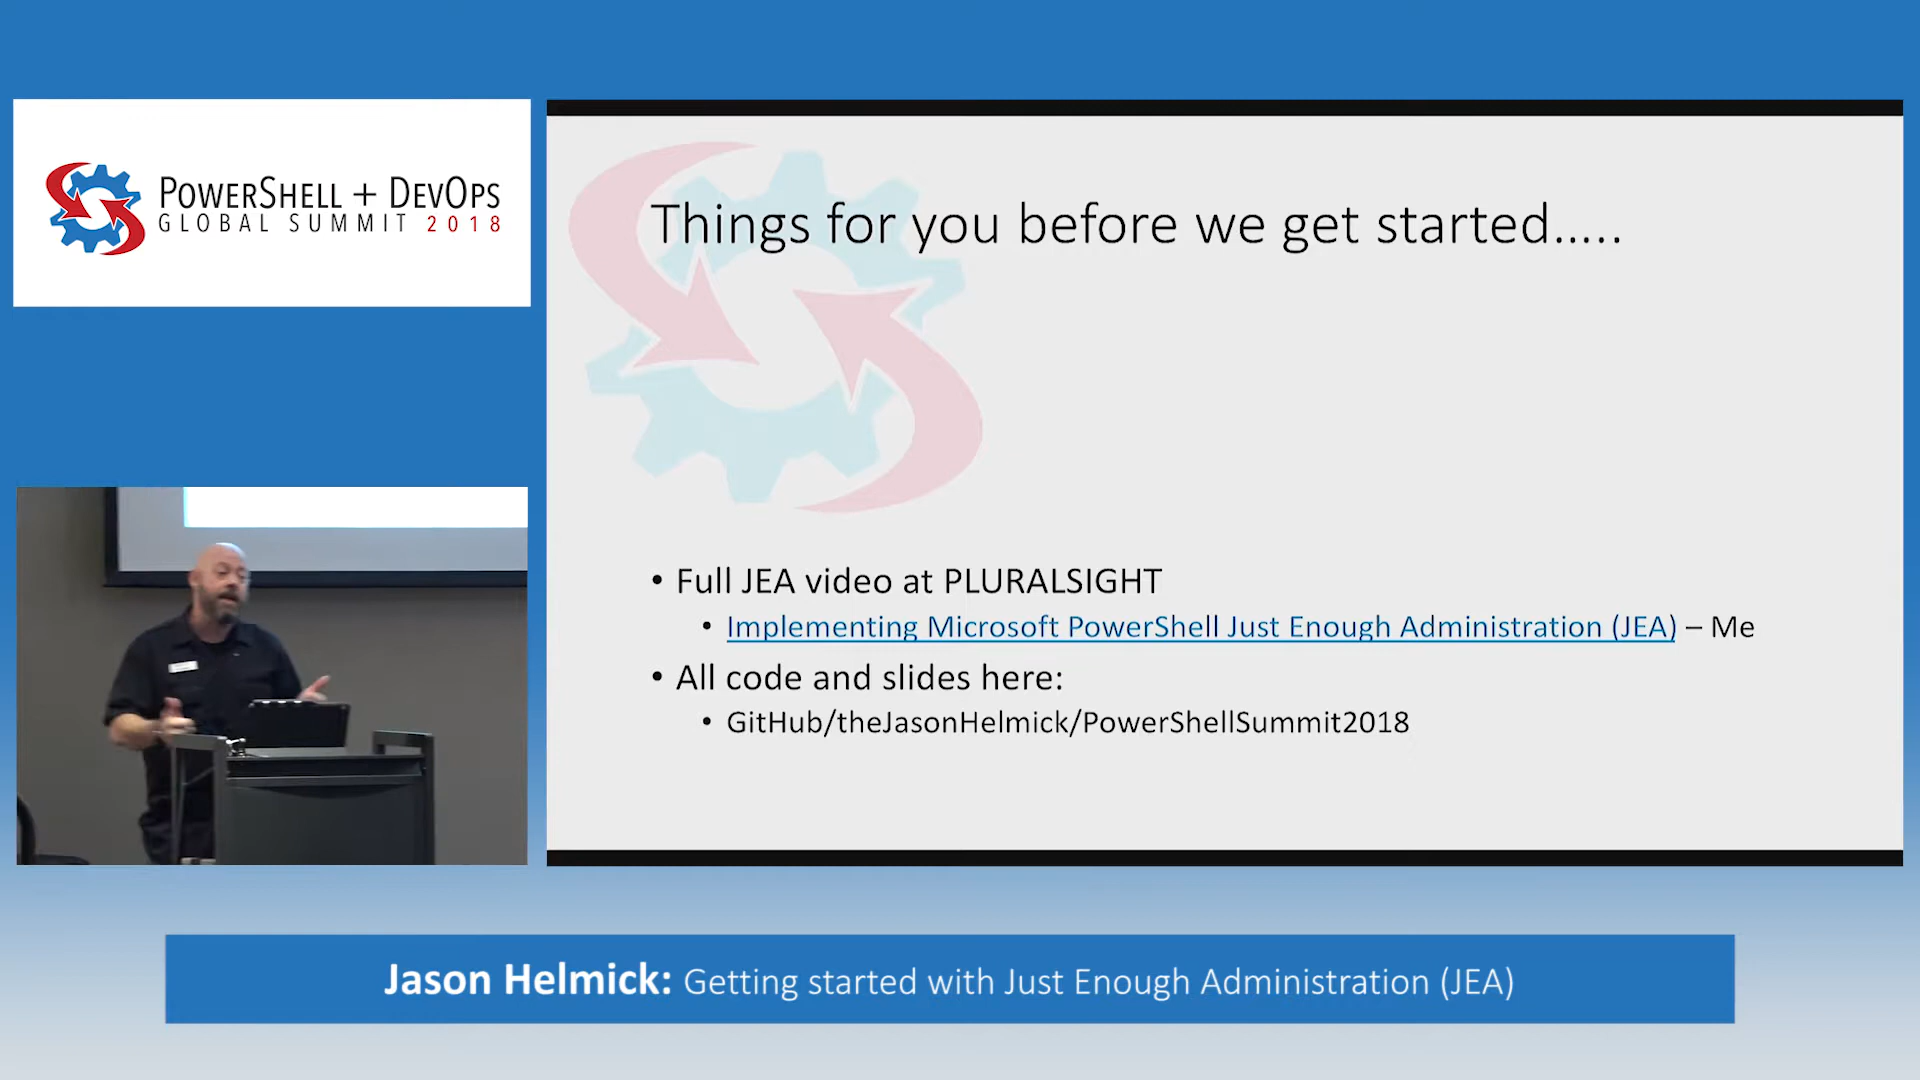 POWERSHELL + DEVOPS
GLOBAL SUMMIT 2018
Things for you before we get started.....
• Full JEA video at PLURALSIGHT
• Implementing Microsoft PowerShell Just Enough Administration (JEA) – Me
• All code and slides here:
• GitHub/theJasonHelmick/PowerShellSummit2018
Jason Helmick: Getting started with Just Enough Administration (JEA)